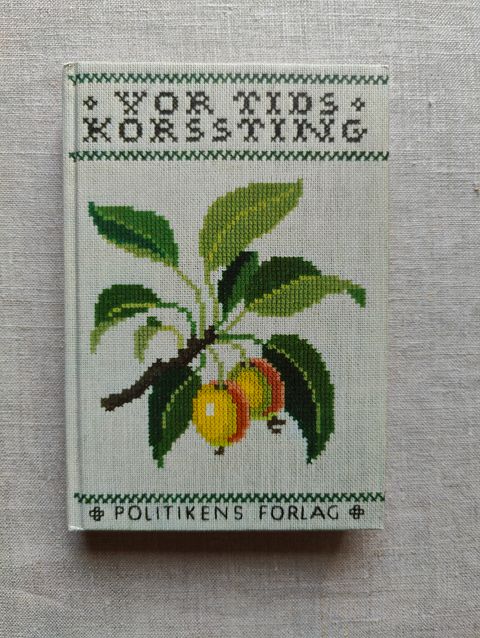 VOR TIDS
KORSSTING
POLITIKENS FORLAG